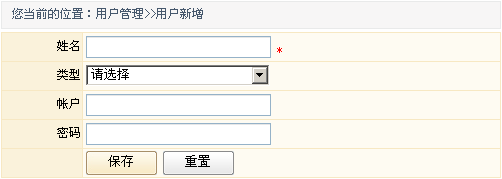 您当前的位置：用户管理>>用户新增
姓名 *
类型 请选择
帐户
密码
保存 重置